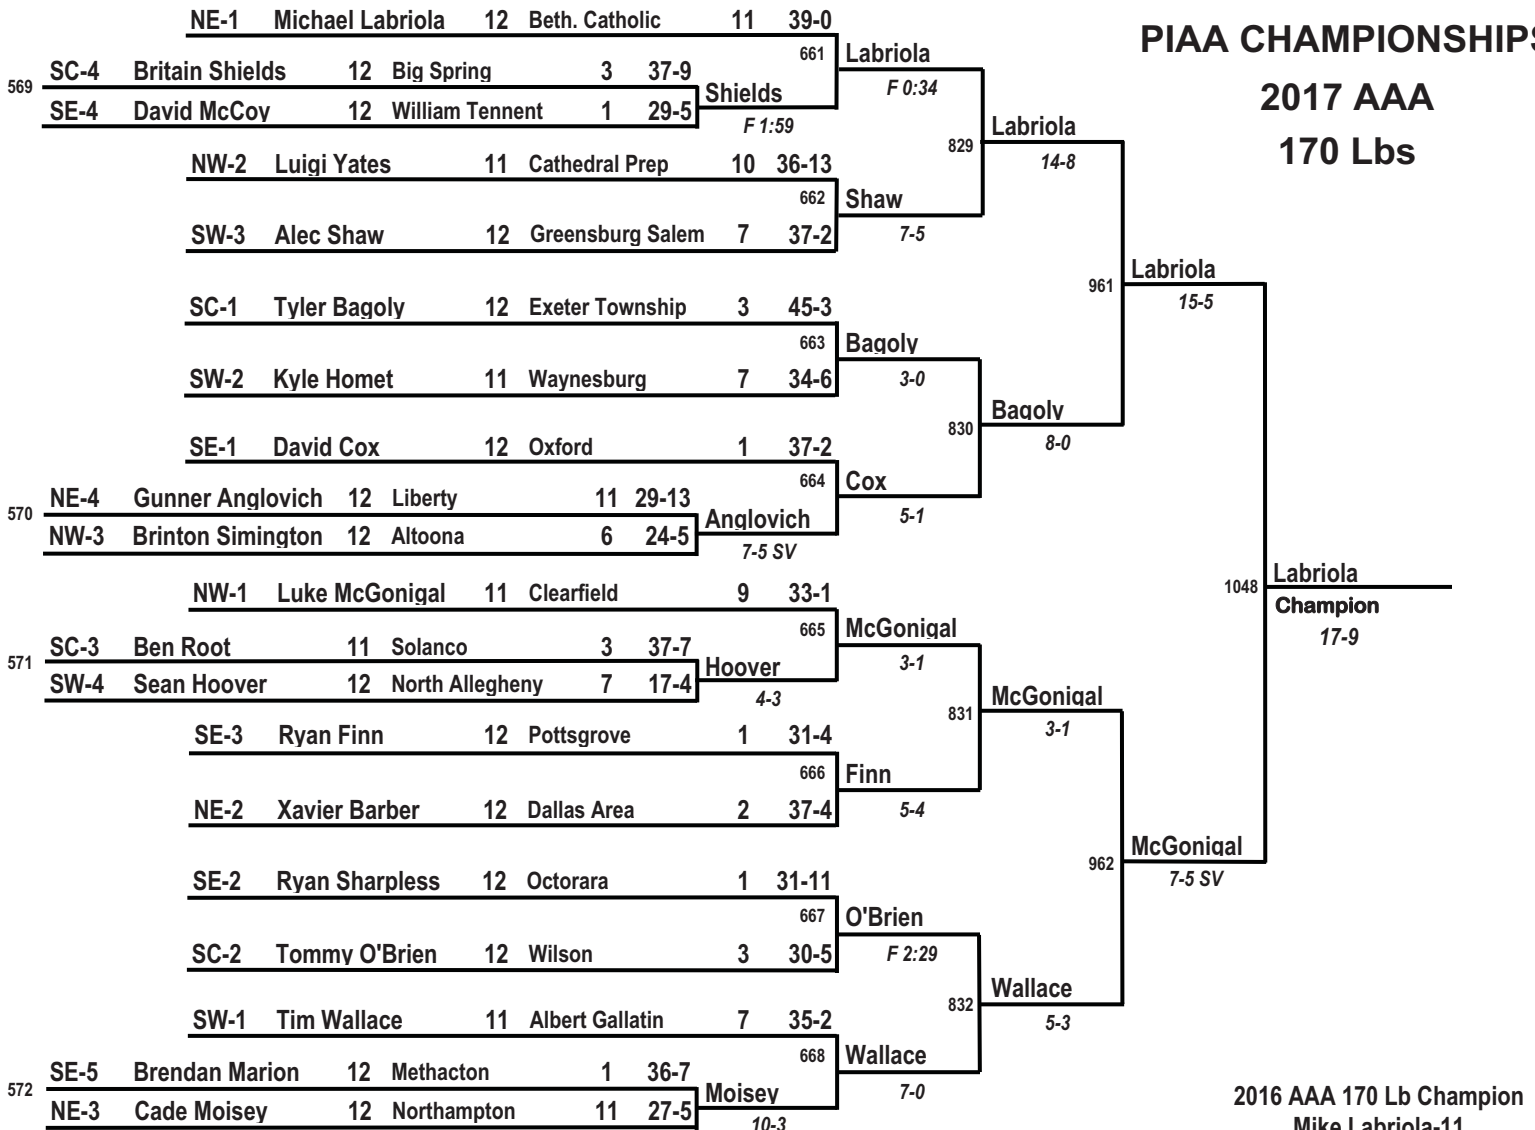 NE-1 Michael Labriola 12 Beth. Catholic 11 39-0
PIAA CHAMPIONSHIPS
661 Labriola
569 SC-4 Britain Shields 12 Big Spring 3 37-9
F 0:34
Shields
2017 AAA
SE-4 David McCoy 12 William Tennent 1 29-5
F 1:59
Labriola
829
14-8
170 Lbs
NW-2 Luigi Yates 11 Cathedral Prep 10 36-13
662 Shaw
7-5
SW-3 Alec Shaw 12 Greensburg Salem 7 37-2
961 Labriola
15-5
SC-1 Tyler Bagoly 12 Exeter Township 3 45-3
663 Bagoly
3-0
SW-2 Kyle Homet 11 Waynesburg 7 34-6
Bagoly
830
8-0
SE-1 David Cox 12 Oxford 1 37-2
664 Cox
5-1
570 NE-4 Gunner Anglovich 12 Liberty 11 29-13
Anglovich
NW-3 Brinton Simington 12 Altoona 6 24-5
7-5 SV
1048 Labriola
Champion
17-9
NW-1 Luke McGonigal 11 Clearfield 9 33-1
665 McGonigal
3-1
571 SC-3 Ben Root 11 Solanco 3 37-7
Hoover
SW-4 Sean Hoover 12 North Allegheny 7 17-4
4-3
McGonigal
831
3-1
SE-3 Ryan Finn 12 Pottsgrove 1 31-4
666 Finn
5-4
NE-2 Xavier Barber 12 Dallas Area 2 37-4
McGonigal
962
7-5 SV
SE-2 Ryan Sharpless 12 Octorara 1 31-11
667 O'Brien
F 2:29
SC-2 Tommy O'Brien 12 Wilson 3 30-5
Wallace
832
5-3
SW-1 Tim Wallace 11 Albert Gallatin 7 35-2
668 Wallace
7-0
572 SE-5 Brendan Marion 12 Methacton 1 36-7
Moisey
NE-3 Cade Moisey 12 Northampton 11 27-5
10-3
2016 AAA 170 Lb Champion
Mike Labriola-11